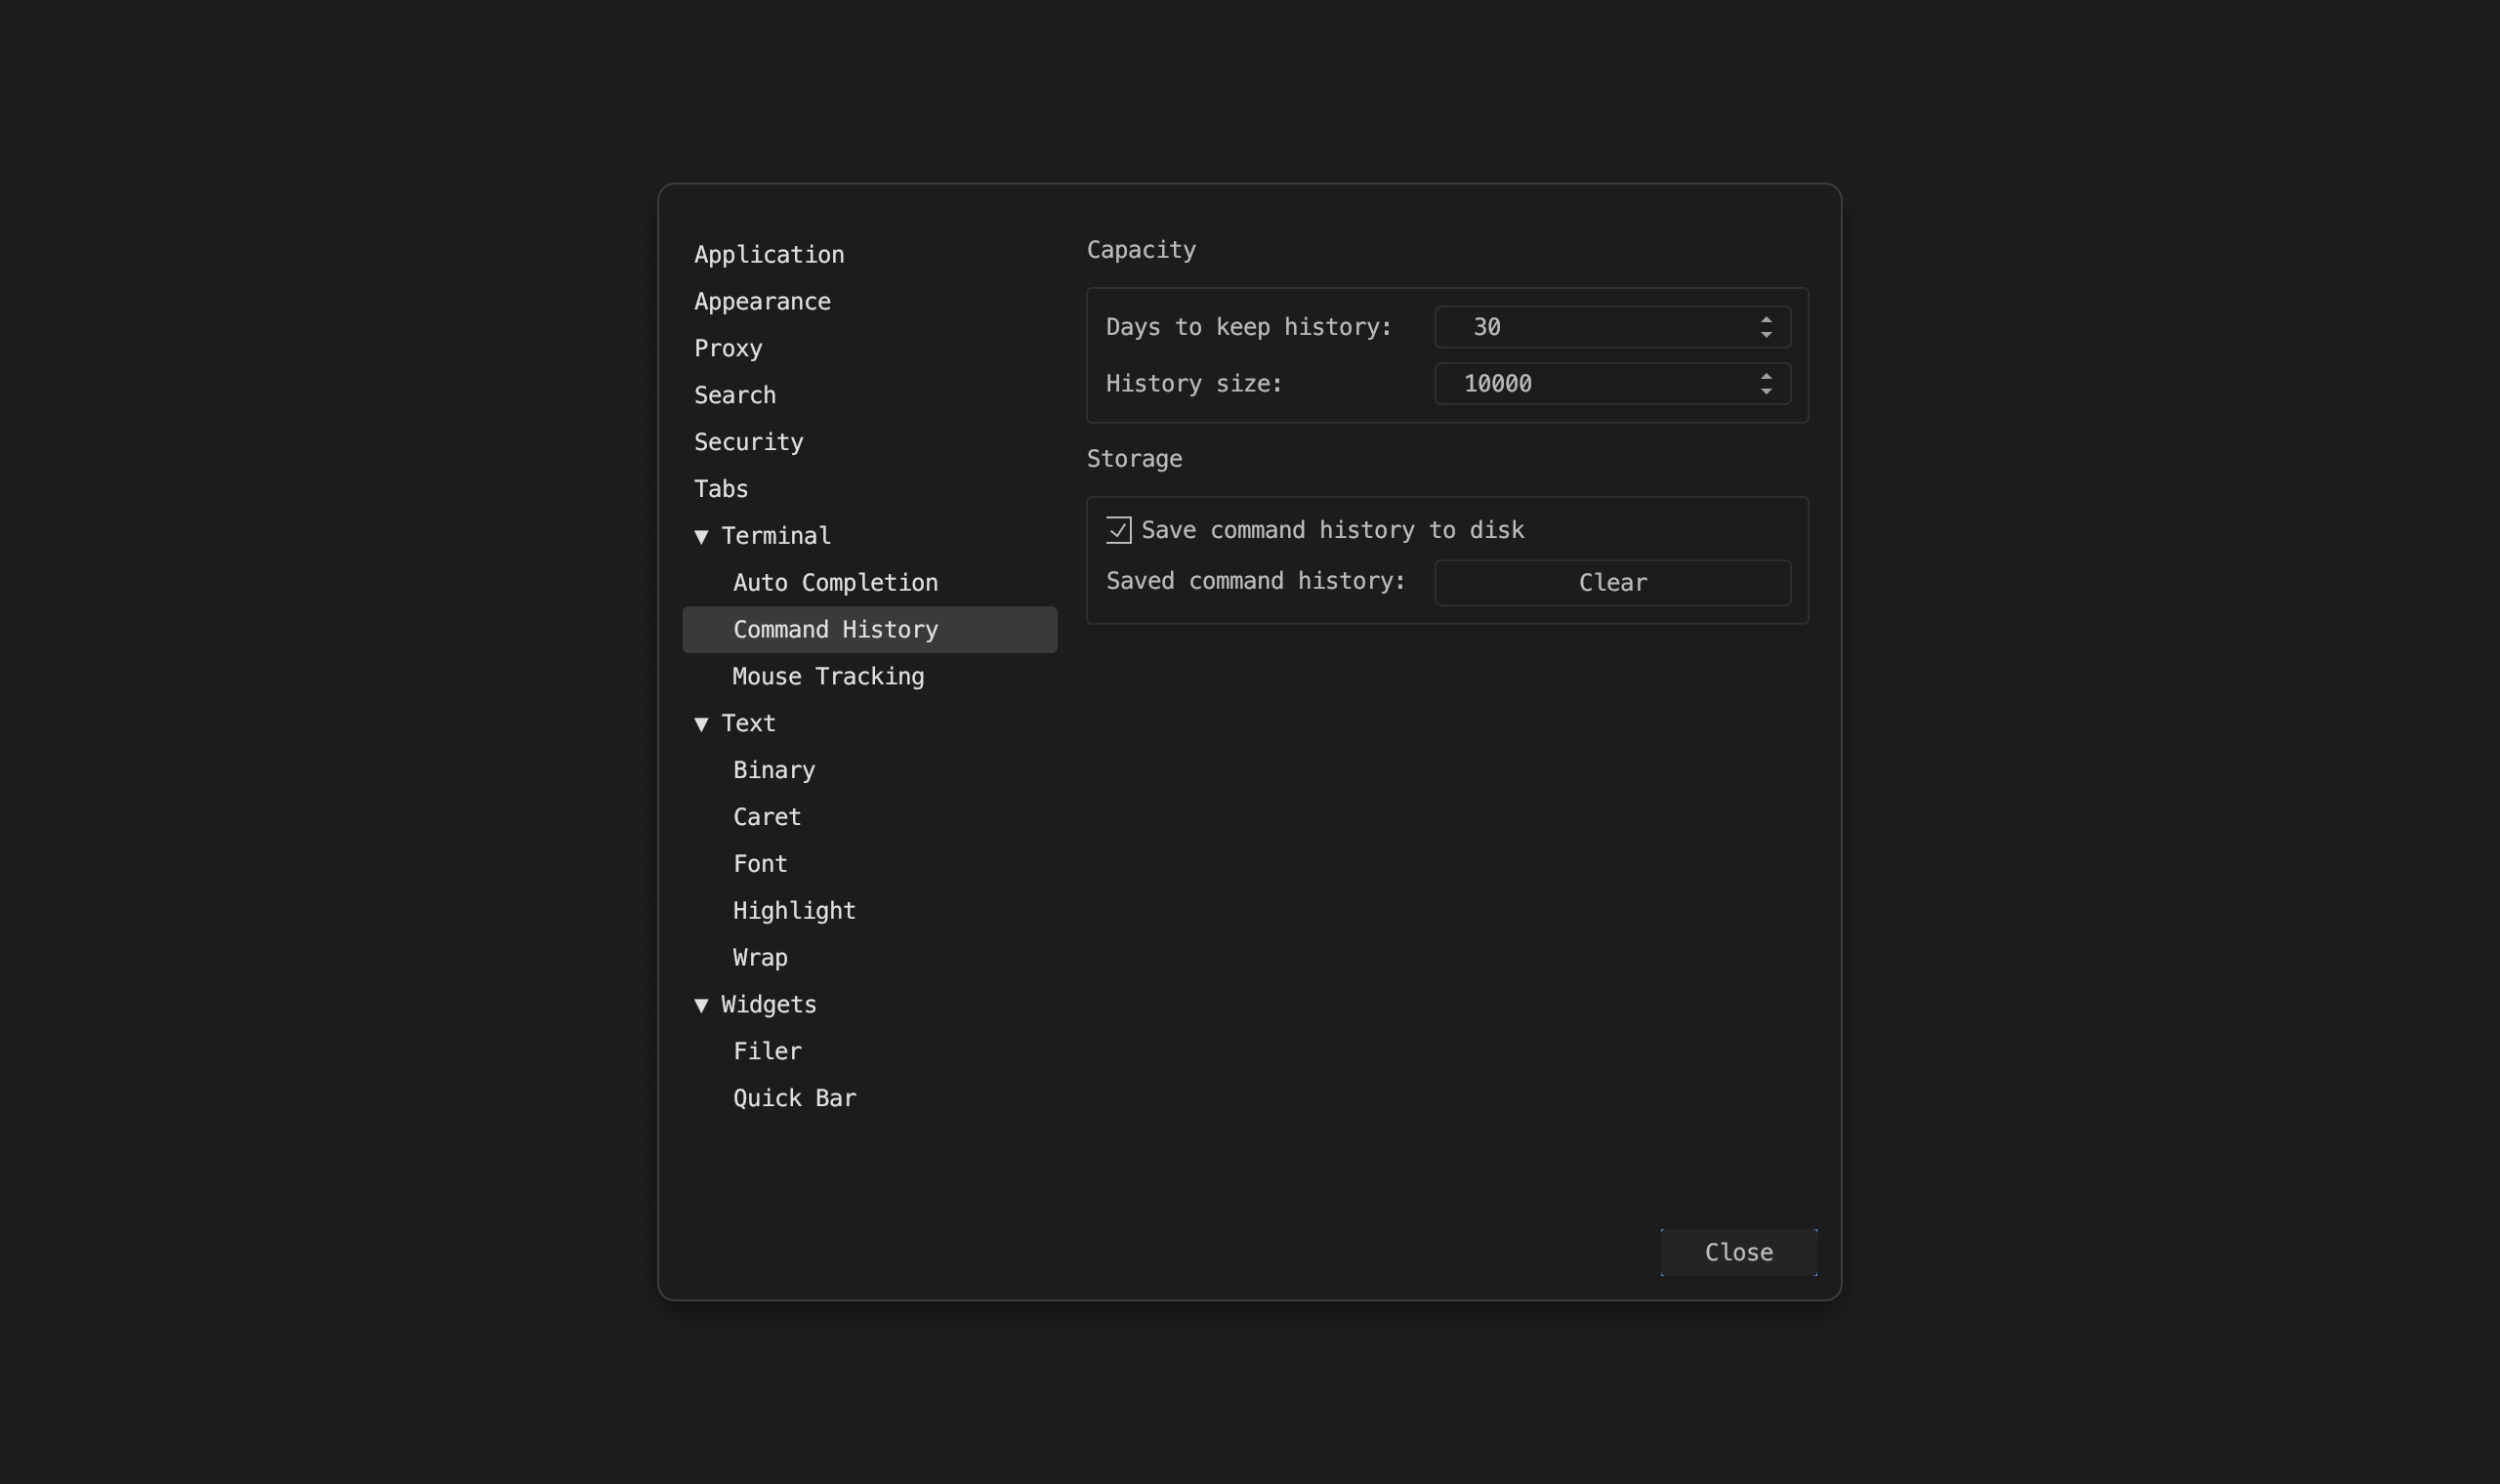 Application
Appearance
Proxy
Search
Security
Tabs
▼ Terminal
Auto Completion
Command History
Mouse Tracking
▼ Text
Binary
Caret
Font
Highlight
Wrap
▼ Widgets
Filer
Quick Bar
Capacity
Days to keep history: 30
History size: 10000
Storage
Save command history to disk
Saved command history: Clear
Close